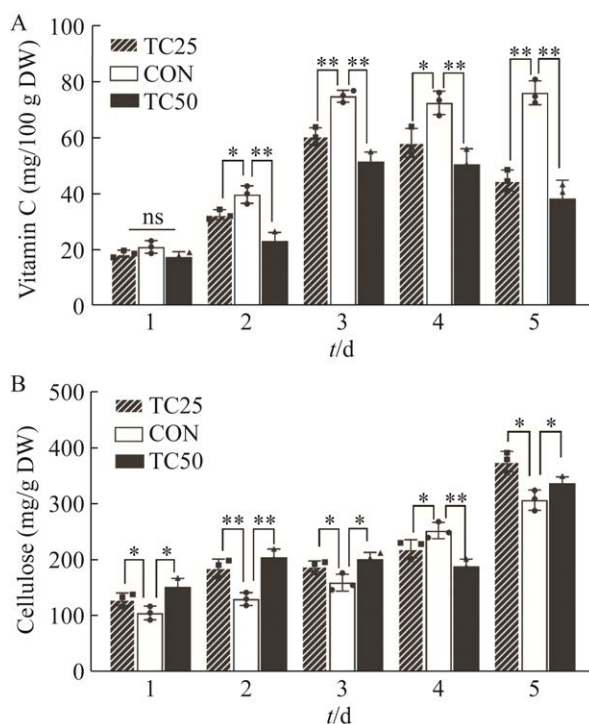 A
Vitamin C (mg/100 g DW)
100
80
60
40
20
0
TC25
CON
TC50
ns
* **
** **
* **
** **
1 2 3 4 5
t/d
B
Cellulose (mg/g DW)
500
400
300
200
100
0
TC25
CON
TC50
* *
** **
* *
* **
* *
1 2 3 4 5
t/d